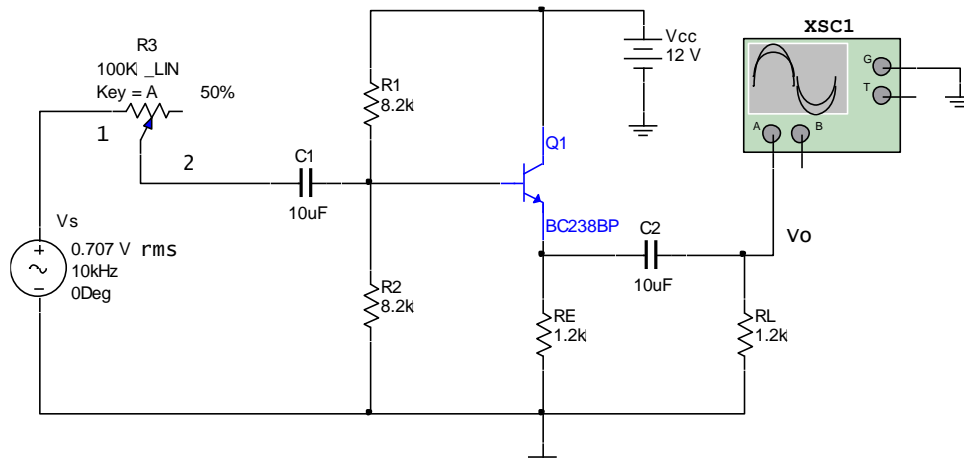 XSC1
R3
100K _LIN
Key = A
50%
1
2
R1
8.2k
C1
10uF
Vcc
12 V
G
T
A
B
Q1
BC238BP
Vs
0.707 V rms
10kHz
0Deg
R2
8.2k
C2
10uF
Vo
RE
1.2k
RL
1.2k